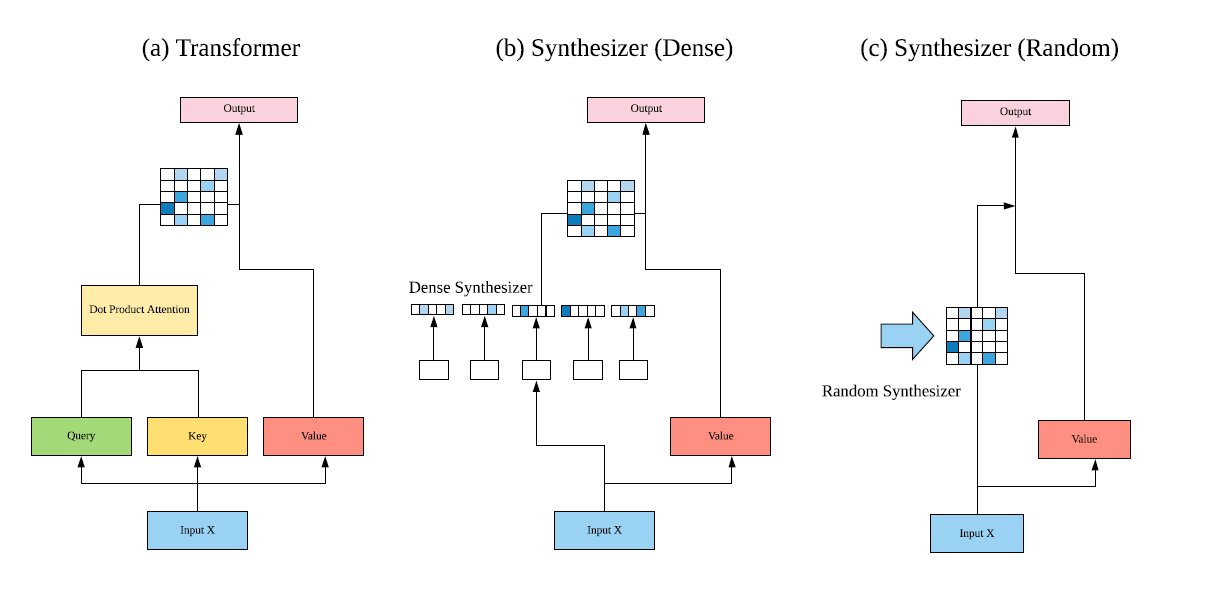 (a) Transformer
Output
Dot Product Attention
Query
Key
Value
Input X
(b) Synthesizer (Dense)
Output
Dense Synthesizer
Value
Input X
(c) Synthesizer (Random)
Output
Random Synthesizer
Value
Input X